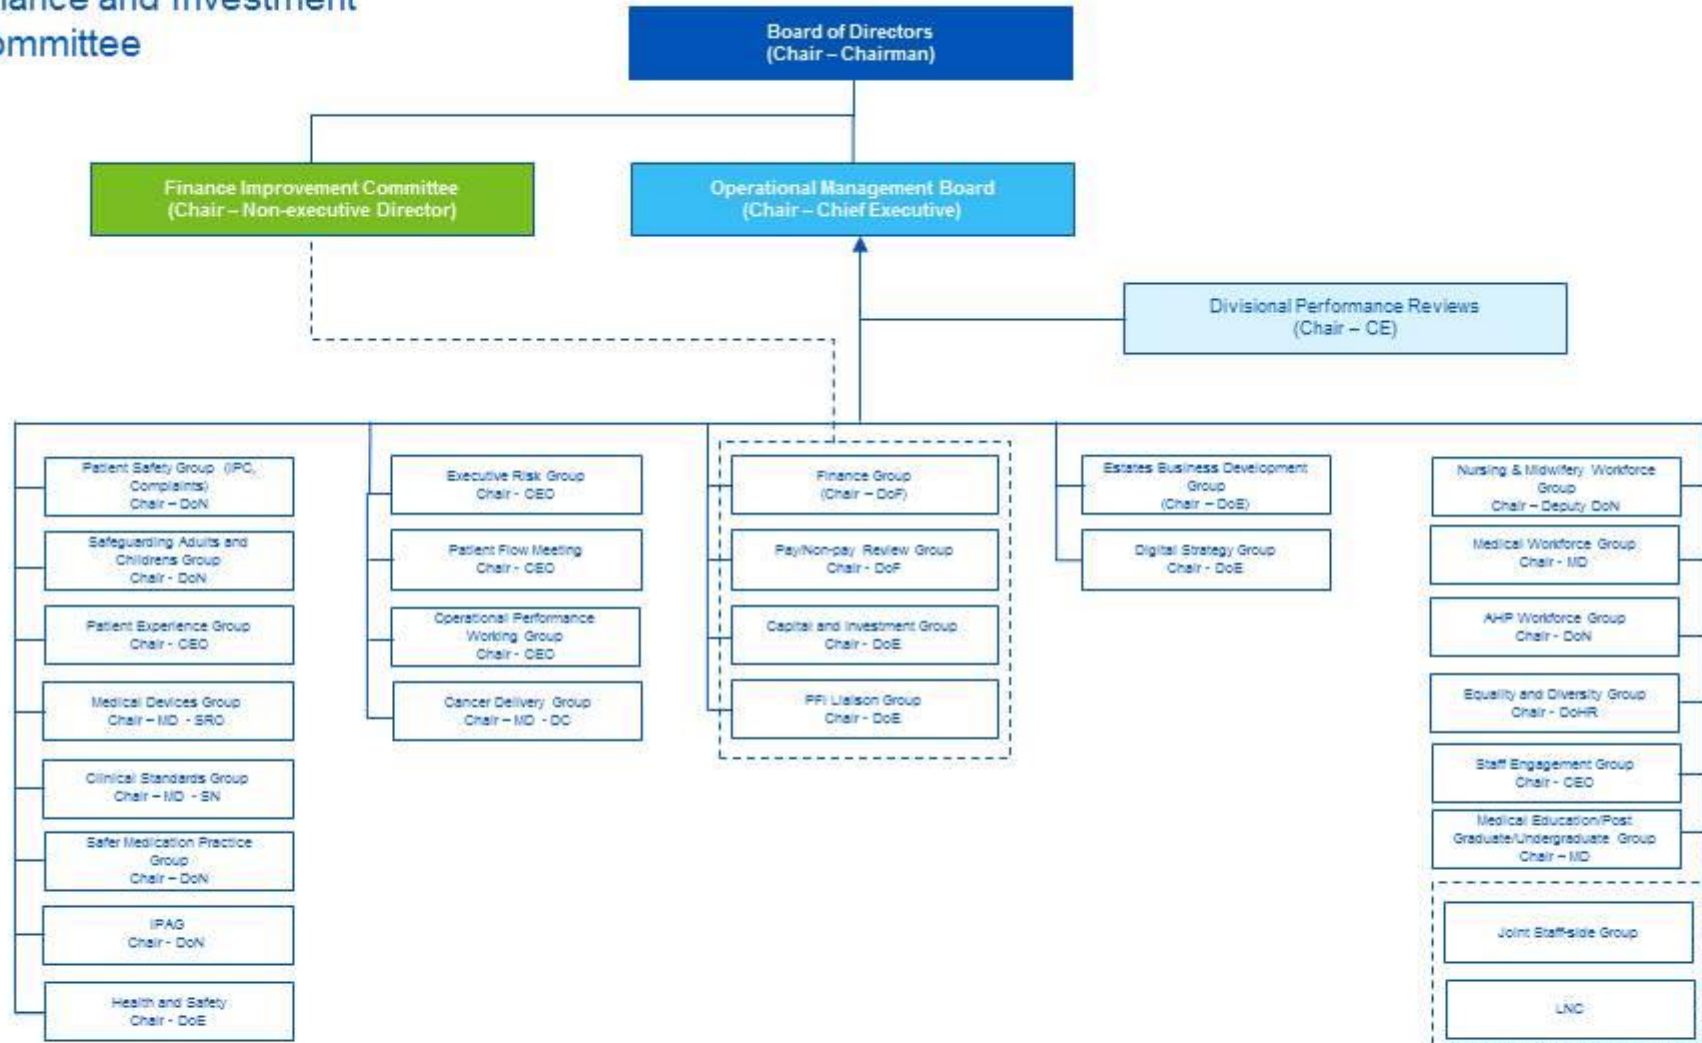 nance and Investment
ommittee
Board of Directors
(Chair – Chairman)
Finance Improvement Committee
(Chair – Non-executive Director)
Operational Management Board
(Chair – Chief Executive)
Divisional Performance Reviews
(Chair – CE)
Patient Safety Group (IPC,
Complaints)
Chair – DoN
Safeguarding Adults and
Childrens Group
Chair - DoN
Patient Experience Group
Chair - CEO
Medical Devices Group
Chair – MD - SRO
Clinical Standards Group
Chair – MD - SN
Safer Medication Practice
Group
Chair – DoN
IPAG
Chair - DoN
Health and Safety
Chair - DoE
Executive Risk Group
Chair - CEO
Patient Flow Meeting
Chair - CEO
Operational Performance
Working Group
Chair - CEO
Cancer Delivery Group
Chair – MD - DC
Finance Group
(Chair – DoF)
Pay/Non-pay Review Group
Chair - DoF
Capital and Investment Group
Chair - DoE
PFI Liaison Group
Chair - DoE
Estates Business Development
Group
(Chair – DoE)
Digital Strategy Group
Chair - DoE
Nursing & Midwifery Workforce
Group
Chair – Deputy DoN
Medical Workforce Group
Chair - MD
AHP Workforce Group
Chair - DoN
Equality and Diversity Group
Chair - DoHR
Staff Engagement Group
Chair - CEO
Medical Education/Post
Graduate/Undergraduate Group
Chair – MD
Joint Staff-side Group
LNC